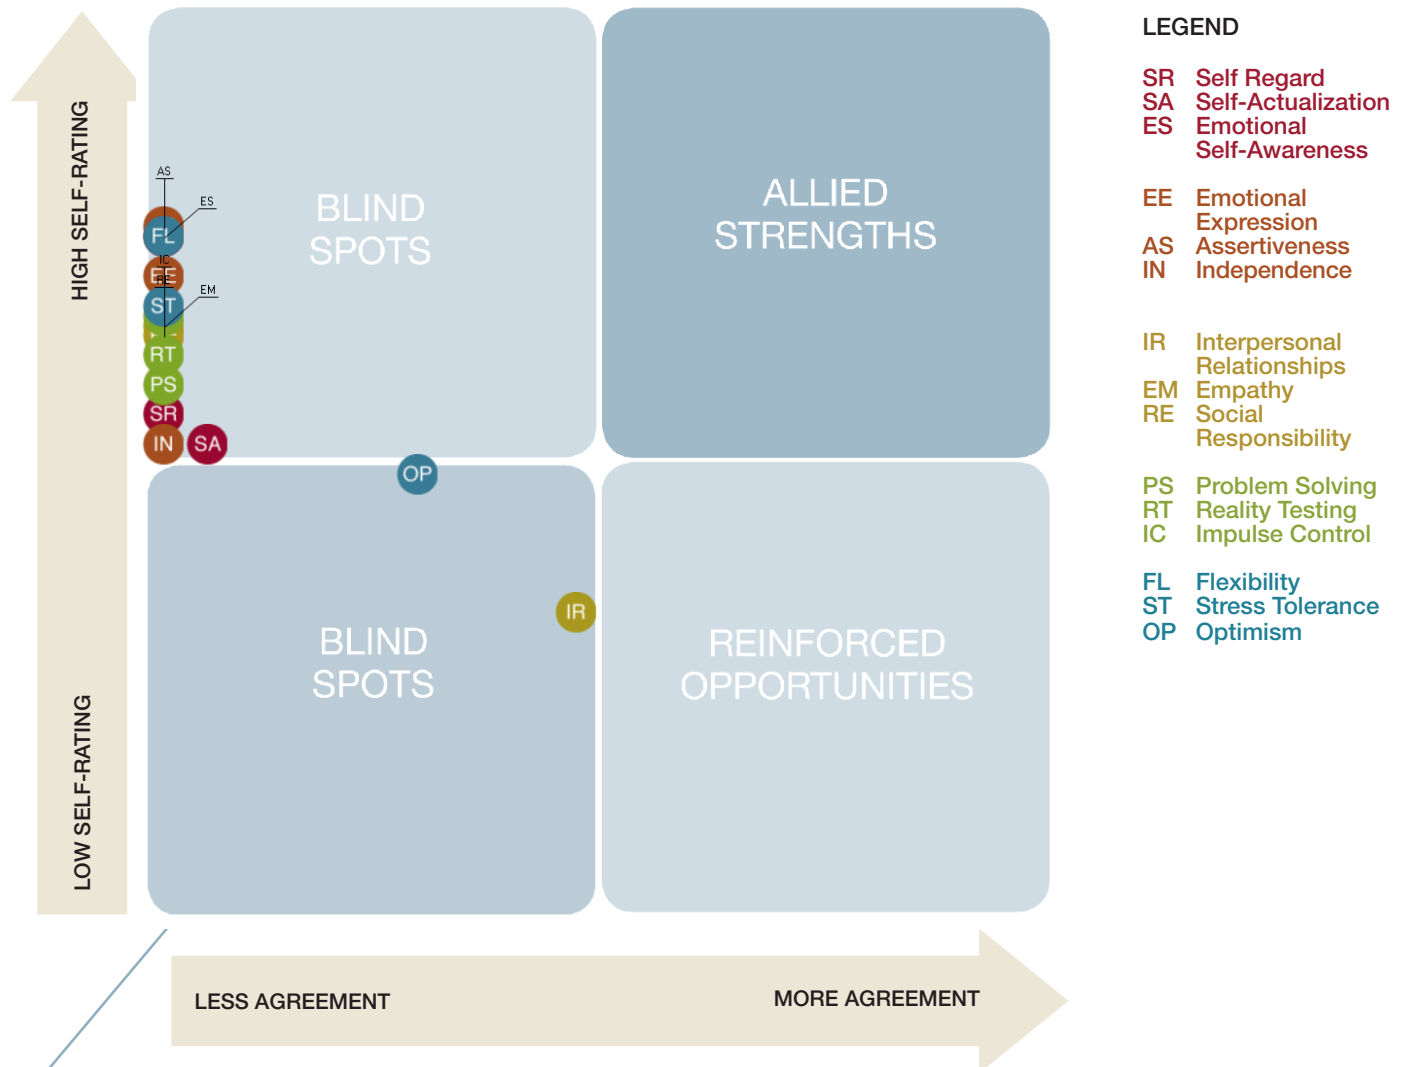 HIGH SELF-RATING
LOW SELF-RATING
BLIND
SPOTS
ALLIED
STRENGTHS
AS
ES
FL
IC
EE
RE
EM
ST
RT
PS
SR
IN
SA
OP
IR
BLIND
SPOTS
REINFORCED
OPPORTUNITIES
LESS AGREEMENT
MORE AGREEMENT
LEGEND
SR Self Regard
SA Self-Actualization
ES Emotional
Self-Awareness
EE Emotional
Expression
AS Assertiveness
IN Independence
IR Interpersonal
Relationships
EM Empathy
RE Social
Responsibility
PS Problem Solving
RT Reality Testing
IC Impulse Control
FL Flexibility
ST Stress Tolerance
OP Optimism